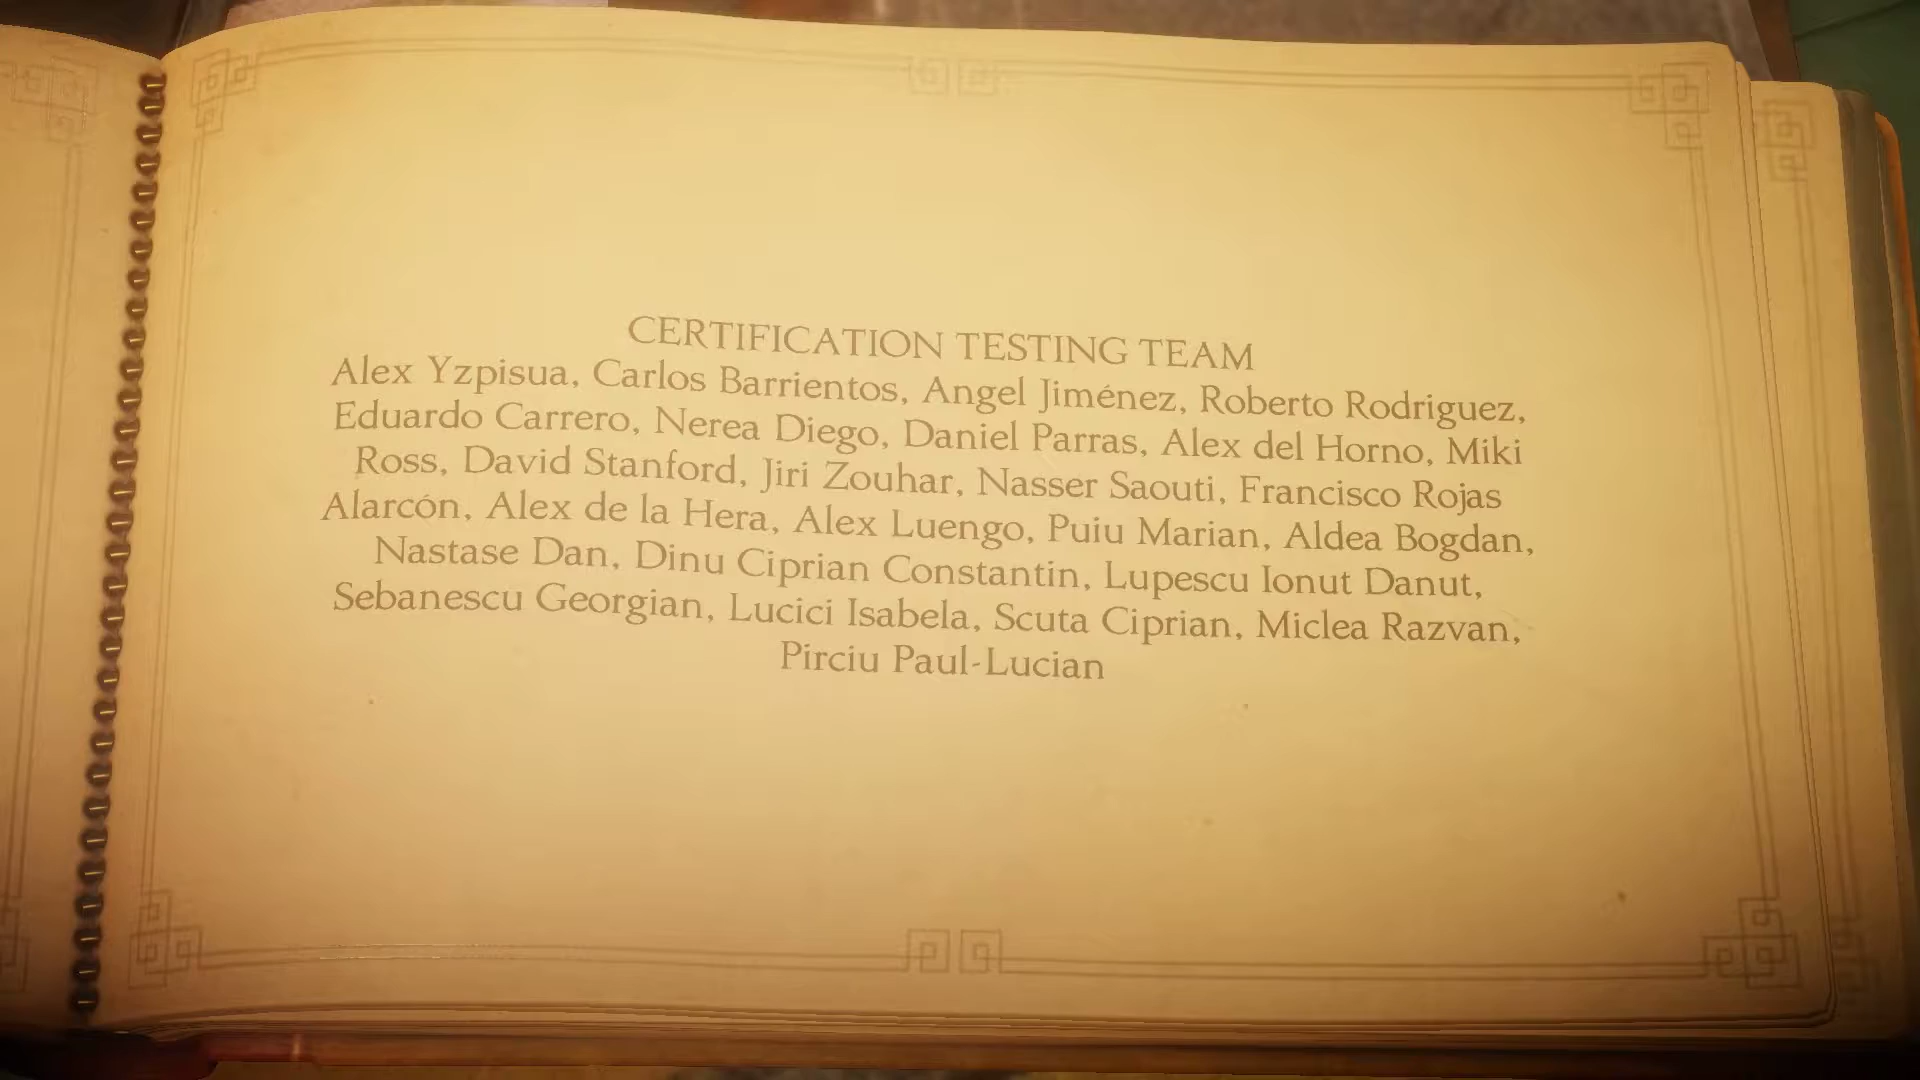 CERTIFICATION TESTING TEAM
Alex Yzpisua, Carlos Barrientos, Angel Jiménez, Roberto Rodriguez,
Eduardo Carrero, Nerea Diego, Daniel Parras, Alex del Horno, Miki
Ross, David Stanford, Jiri Zouhar, Nasser Saouti, Francisco Rojas
Alarcón, Alex de la Hera, Alex Luengo, Puiu Marian, Aldea Bogdan,
Nastase Dan, Dinu Ciprian Constantin, Lupescu Ionut Danut,
Sebanescu Georgian, Lucici Isabela, Scuta Ciprian, Miclea Razvan,
Pirciu Paul-Lucian